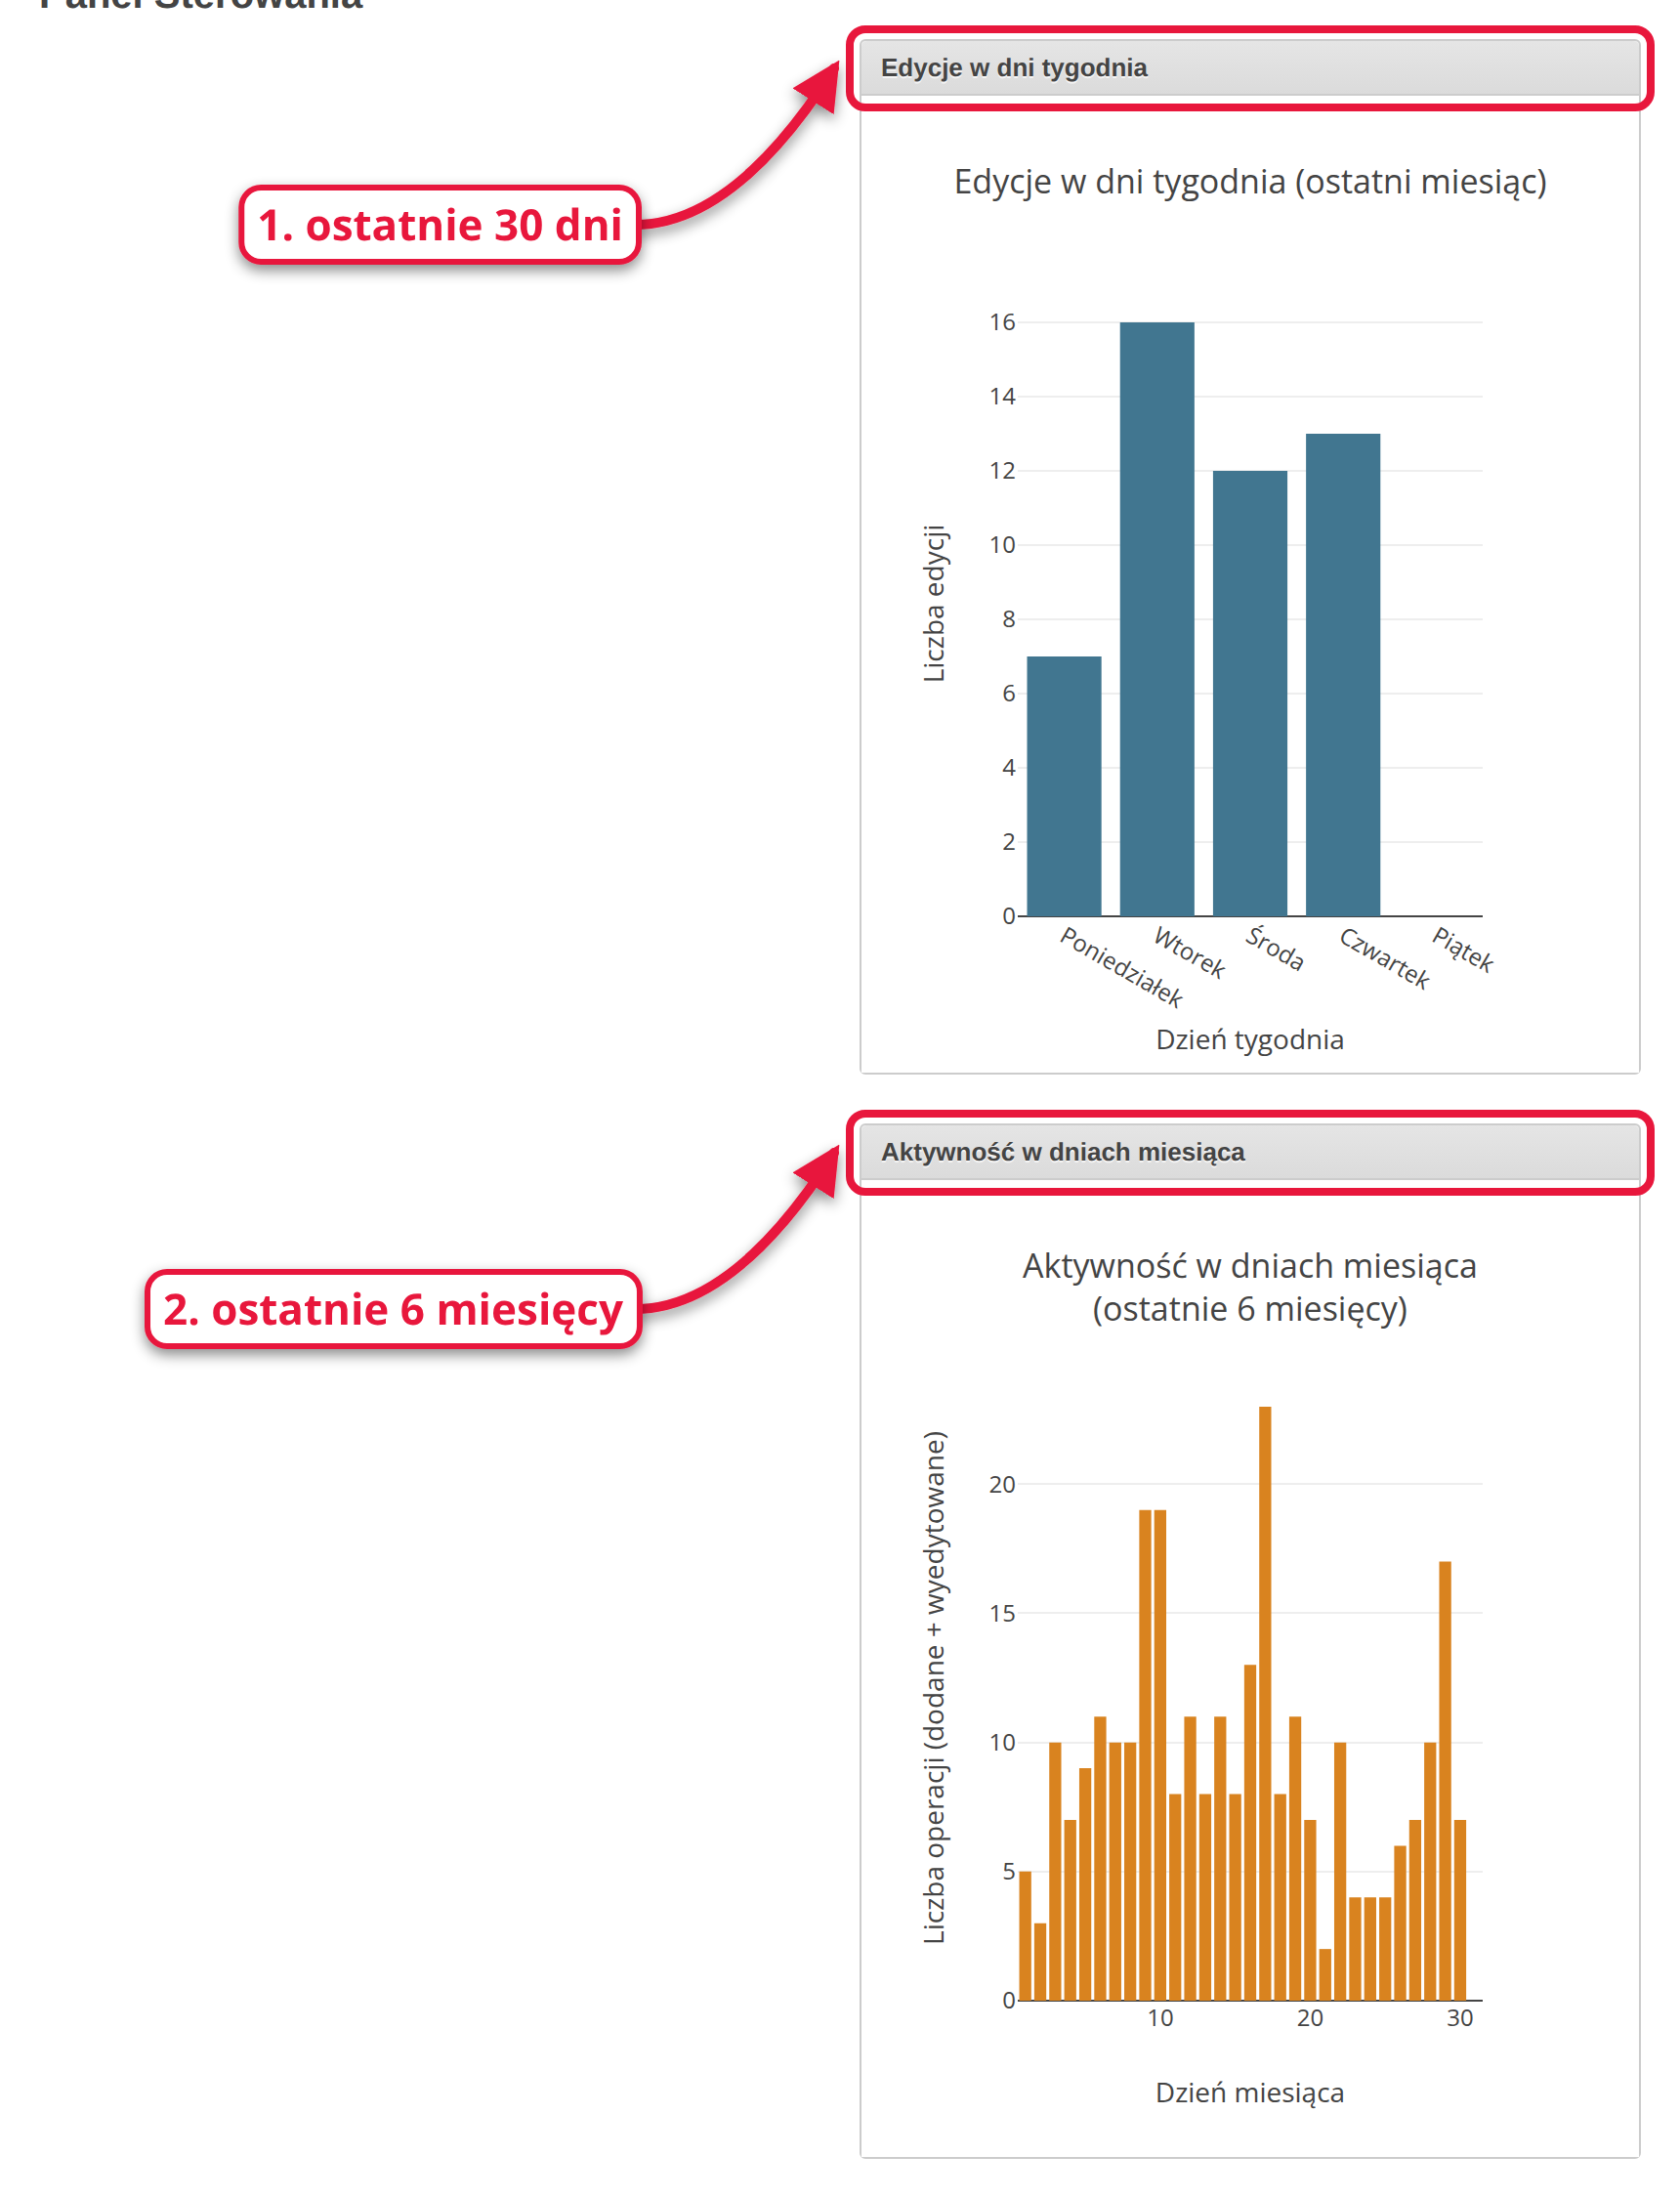 Panel Sterowania
Edycje w dni tygodnia
1. ostatnie 30 dni
Edycje w dni tygodnia (ostatni miesiąc)
16
14
12
10
8
6
4
2
0
Liczba edycji
Poniedziałek
Wtorek
Środa
Czwartek
Piątek
Dzień tygodnia
Aktywność w dniach miesiąca
2. ostatnie 6 miesięcy
Aktywność w dniach miesiąca
(ostatnie 6 miesięcy)
20
15
10
5
0
Liczba operacji (dodane + wyedytowane)
10
20
30
Dzień miesiąca